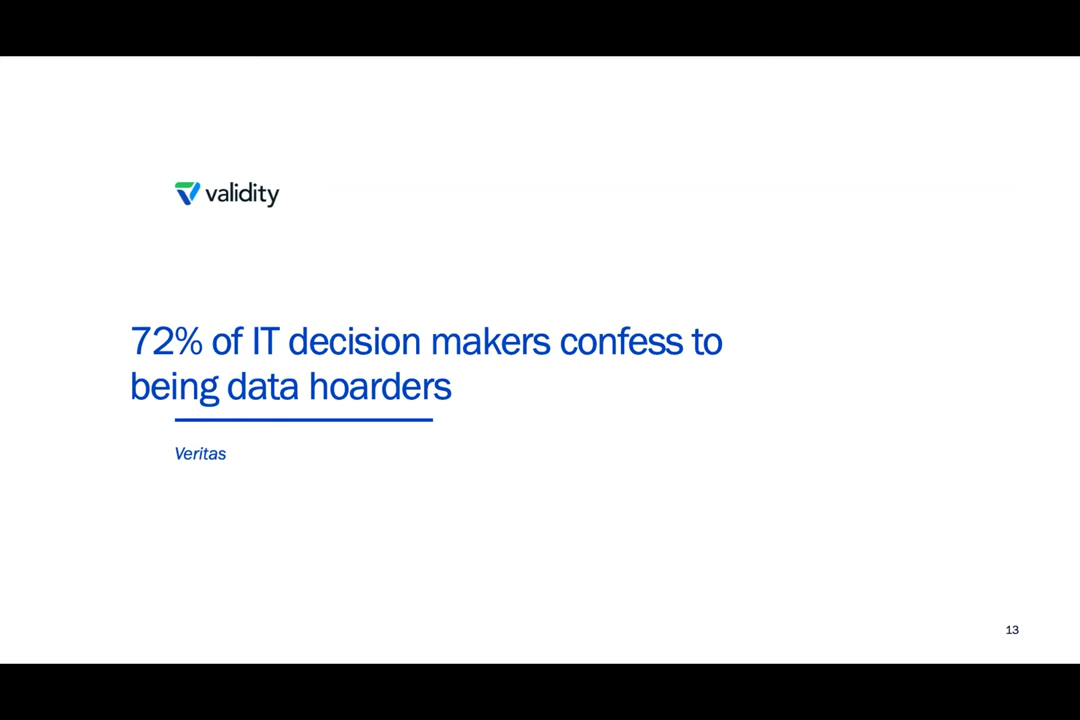 validity
72% of IT decision makers confess to
being data hoarders
Veritas
13